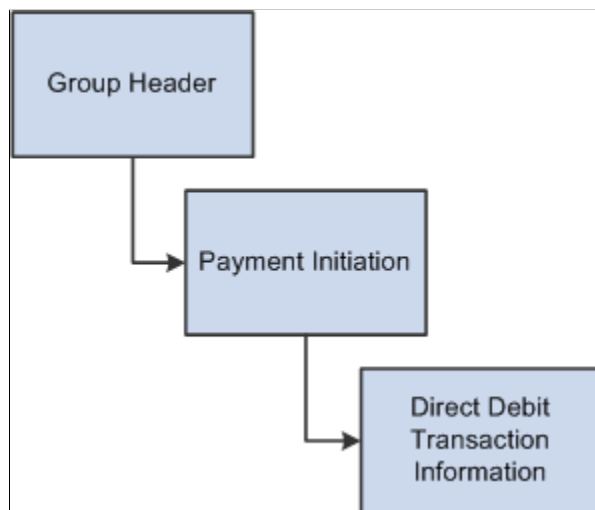 Group Header
Payment Initiation
Direct Debit
Transaction
Information